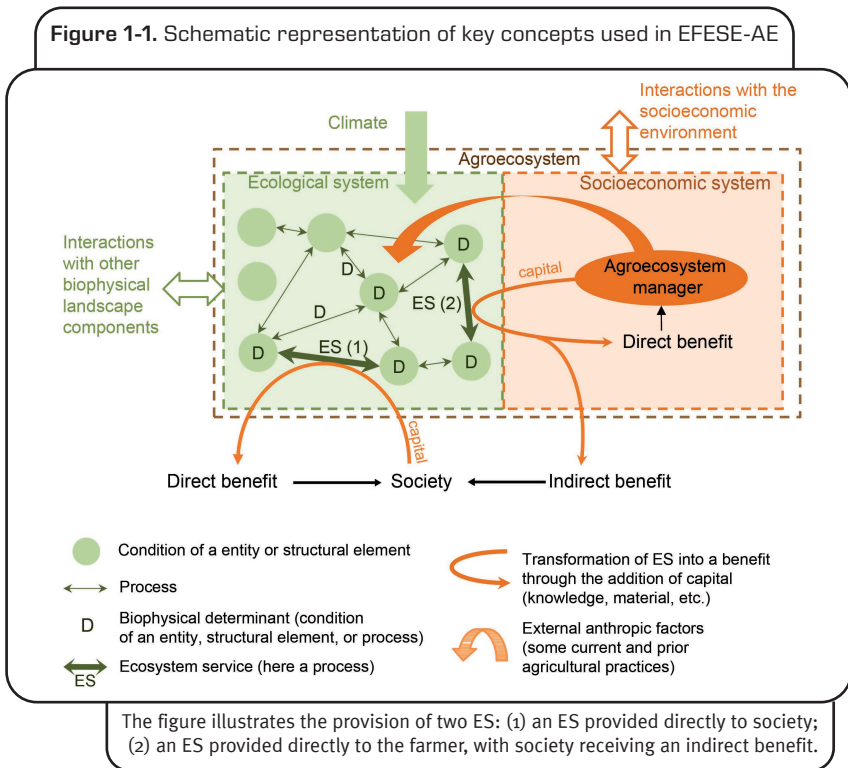 Figure 1-1. Schematic representation of key concepts used in EFESE-AE
Interactions with the
socioeconomic
environment
Climate
Agroecosystem
Ecological system
Socioeconomic system
Interactions
with other
biophysical
landscape
components
D
D
D
D
ES (2)
ES (1)
D
D
D
capital
Agroecosystem
manager
Direct benefit
capital
Direct benefit
Society
Indirect benefit
Condition of a entity or structural element
Process
D
Biophysical determinant (condition
of an entity, structural element, or process)
ES
Ecosystem service (here a process)
Transformation of ES into a benefit
through the addition of capital
(knowledge, material, etc.)
External anthropic factors
(some current and prior
agricultural practices)
The figure illustrates the provision of two ES: (1) an ES provided directly to society;
(2) an ES provided directly to the farmer, with society receiving an indirect benefit.